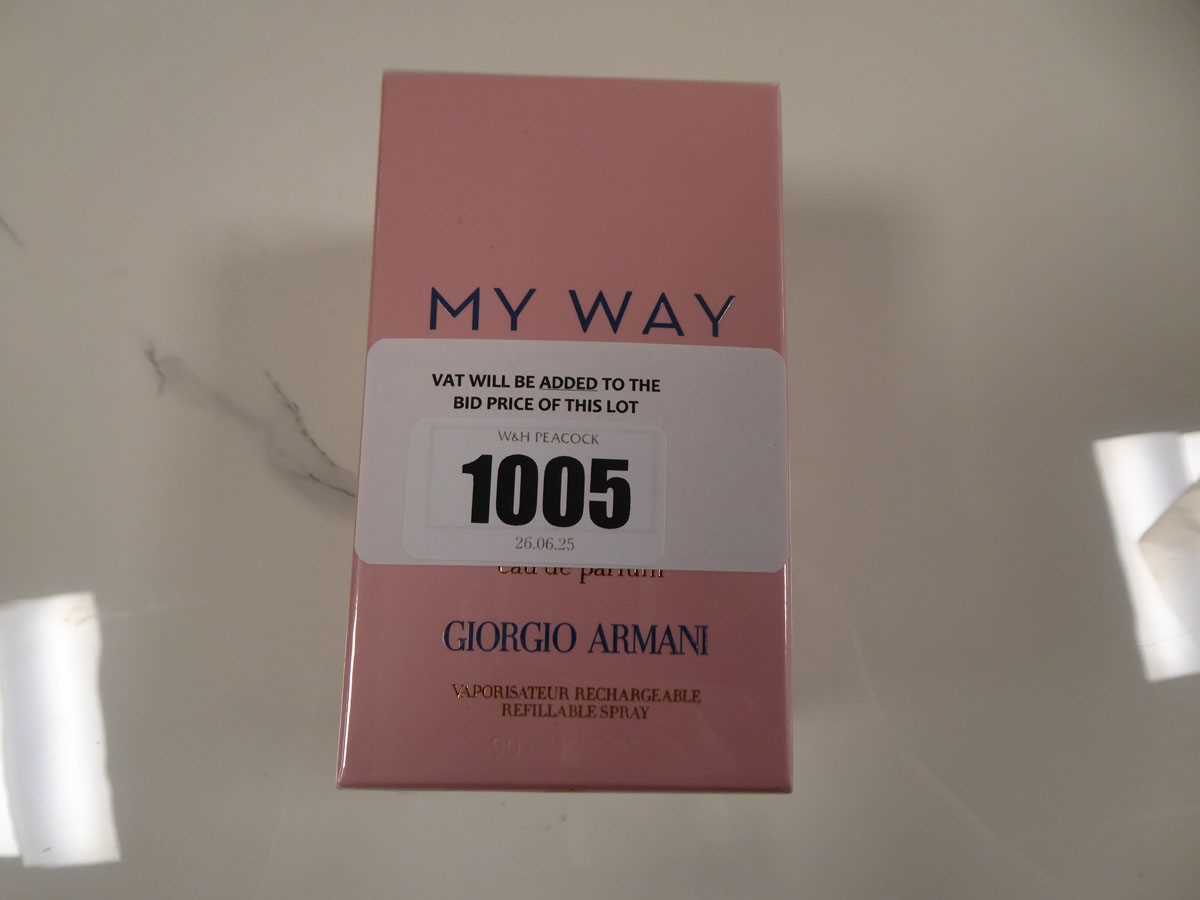 MY WAY
VAT WILL BE ADDED TO THE
BID PRICE OF THIS LOT
W&H PEACOCK
1005
26.06.25
eau de parfum
GIORGIO ARMANI
VAPORISATEUR RECHARGEABLE
REFILLABLE SPRAY